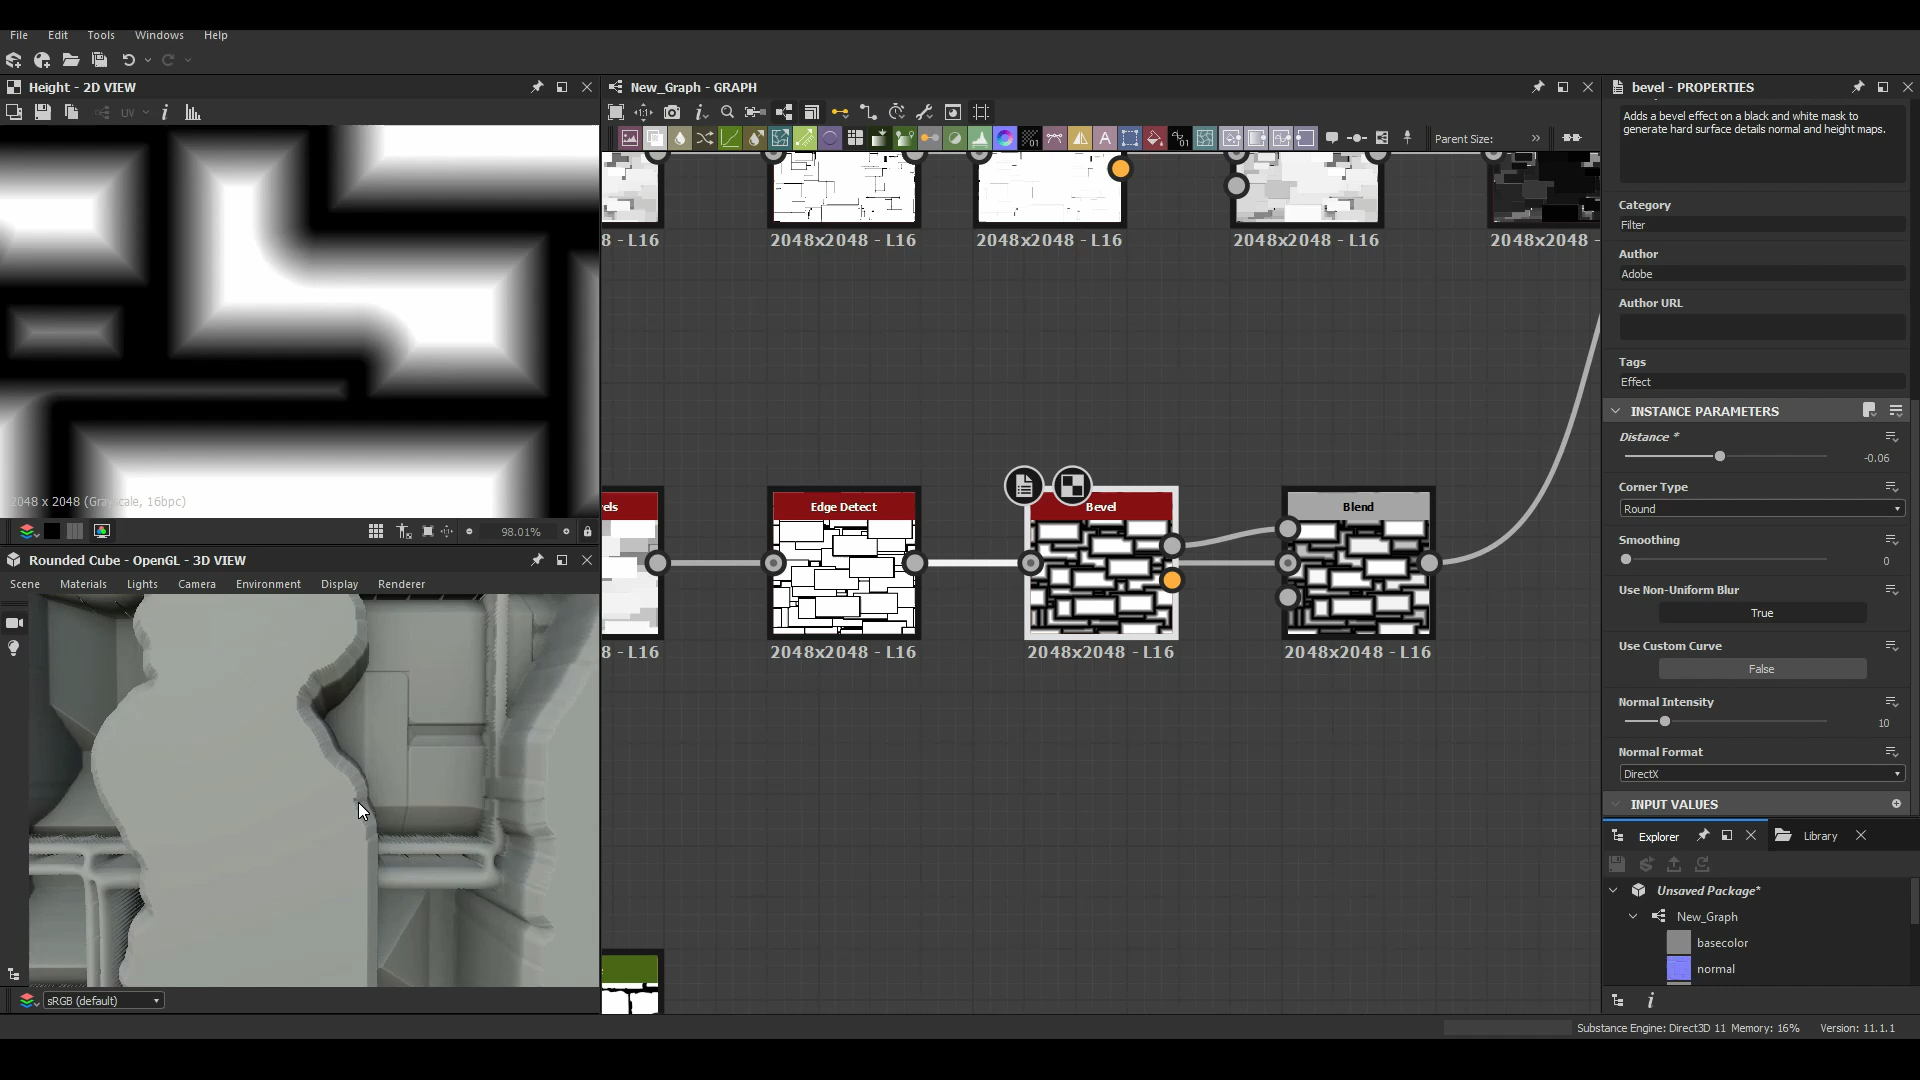 File Edit Tools Windows Help
Height - 2D VIEW
UV
2048 x 2048 (Grayscale, 16bpc)
98.01%
Rounded Cube - OpenGL - 3D VIEW
Scene Materials Lights Camera Environment Display Renderer
sRGB (default)
New_Graph - GRAPH
Parent Size:
8 - L16
2048x2048 - L16
2048x2048 - L16
2048x2048 - L16
2048x2048 -
els
Edge Detect
Bevel
Blend
8 - L16
2048x2048 - L16
2048x2048 - L16
2048x2048 - L16
bevel - PROPERTIES
Adds a bevel effect on a black and white mask to
generate hard surface details normal and height maps.
Category
Filter
Author
Adobe
Author URL
Tags
Effect
INSTANCE PARAMETERS
Distance *
-0.06
Corner Type
Round
Smoothing
0
Use Non-Uniform Blur
True
Use Custom Curve
False
Normal Intensity
10
Normal Format
DirectX
INPUT VALUES
Explorer
Library
Unsaved Package*
New_Graph
basecolor
normal
Substance Engine: Direct3D 11 Memory: 16% Version: 11.1.1